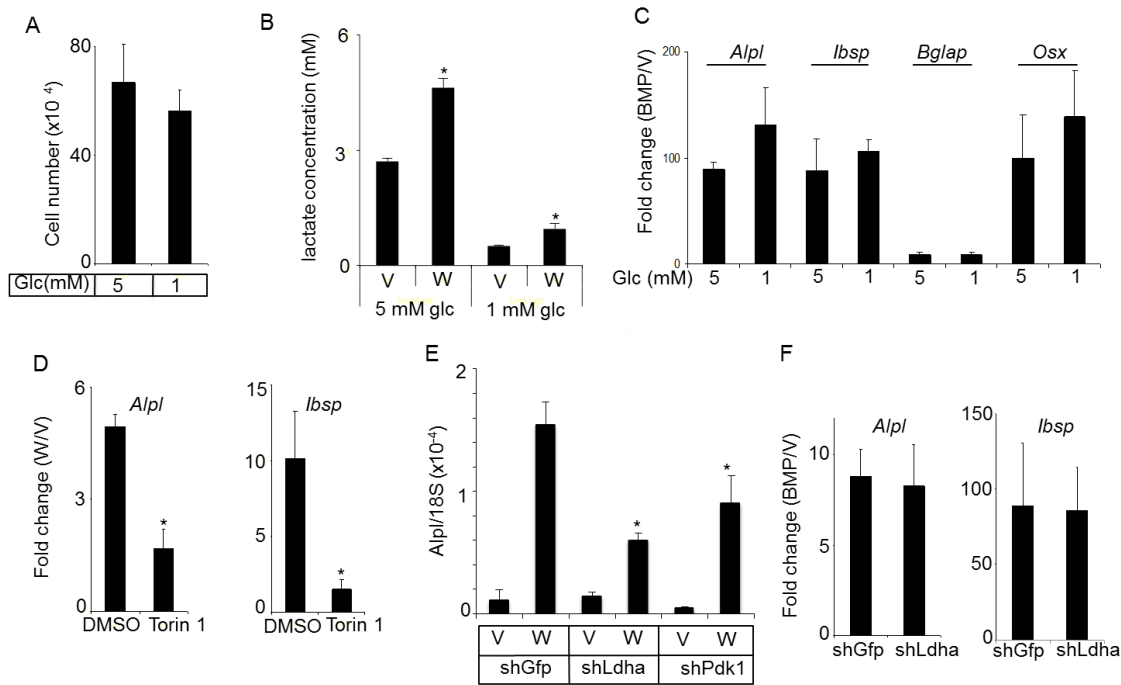 A
Cell number (x10 4)
80
40
0
Glc(mM) 5 1
B
lactate concentration (mM)
6
3
0
* *
V W V W
5 mM glc 1 mM glc
C
Fold change (BMP/V)
Alpl Ibsp Bglap Osx
200
100
0
Glc (mM) 5 1 5 1 5 1 5 1
D
Fold change (W/V)
Alpl
6
3
0
*
DMSO Torin 1
Ibsp
15
10
5
0
*
DMSO Torin 1
E
Alpl/18S (x10-4)
2
1
0
* *
V W V W V W
shGfp shLdha shPdk1
F
Fold change (BMP/V)
Alpl
10
5
0
shGfp shLdha
Ibsp
150
100
50
0
shGfp shLdha